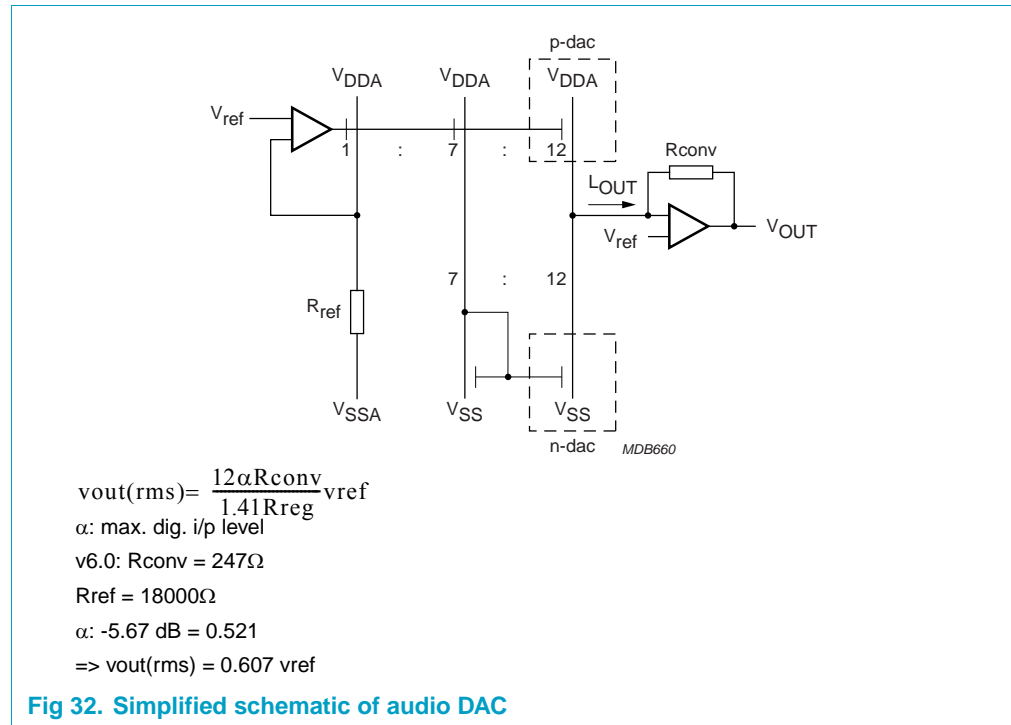 p-dac
VDDA VDDA VDDA
Vref
1 : 7 : 12
Rconv
LOUT
Vref
VOUT
7 : 12
Rref
VSSA VSS VSS
n-dac MDB660
vout(rms)= 12αRconv/1.41Rreg vref
α: max. dig. i/p level
v6.0: Rconv = 247Ω
Rref = 18000Ω
α: -5.67 dB = 0.521
=> vout(rms) = 0.607 vref
Fig 32. Simplified schematic of audio DAC